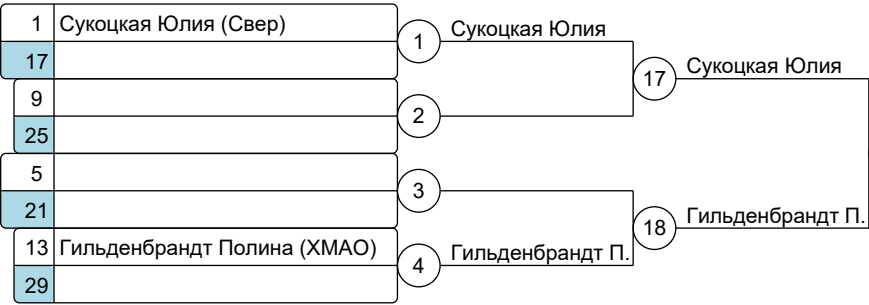 1 Сукоцкая Юлия (Свер)
17
9
25
5
21
13 Гильденбрандт Полина (ХМАО)
29
1 Сукоцкая Юлия
2
3
4 Гильденбрандт П.
17 Сукоцкая Юлия
18 Гильденбрандт П.